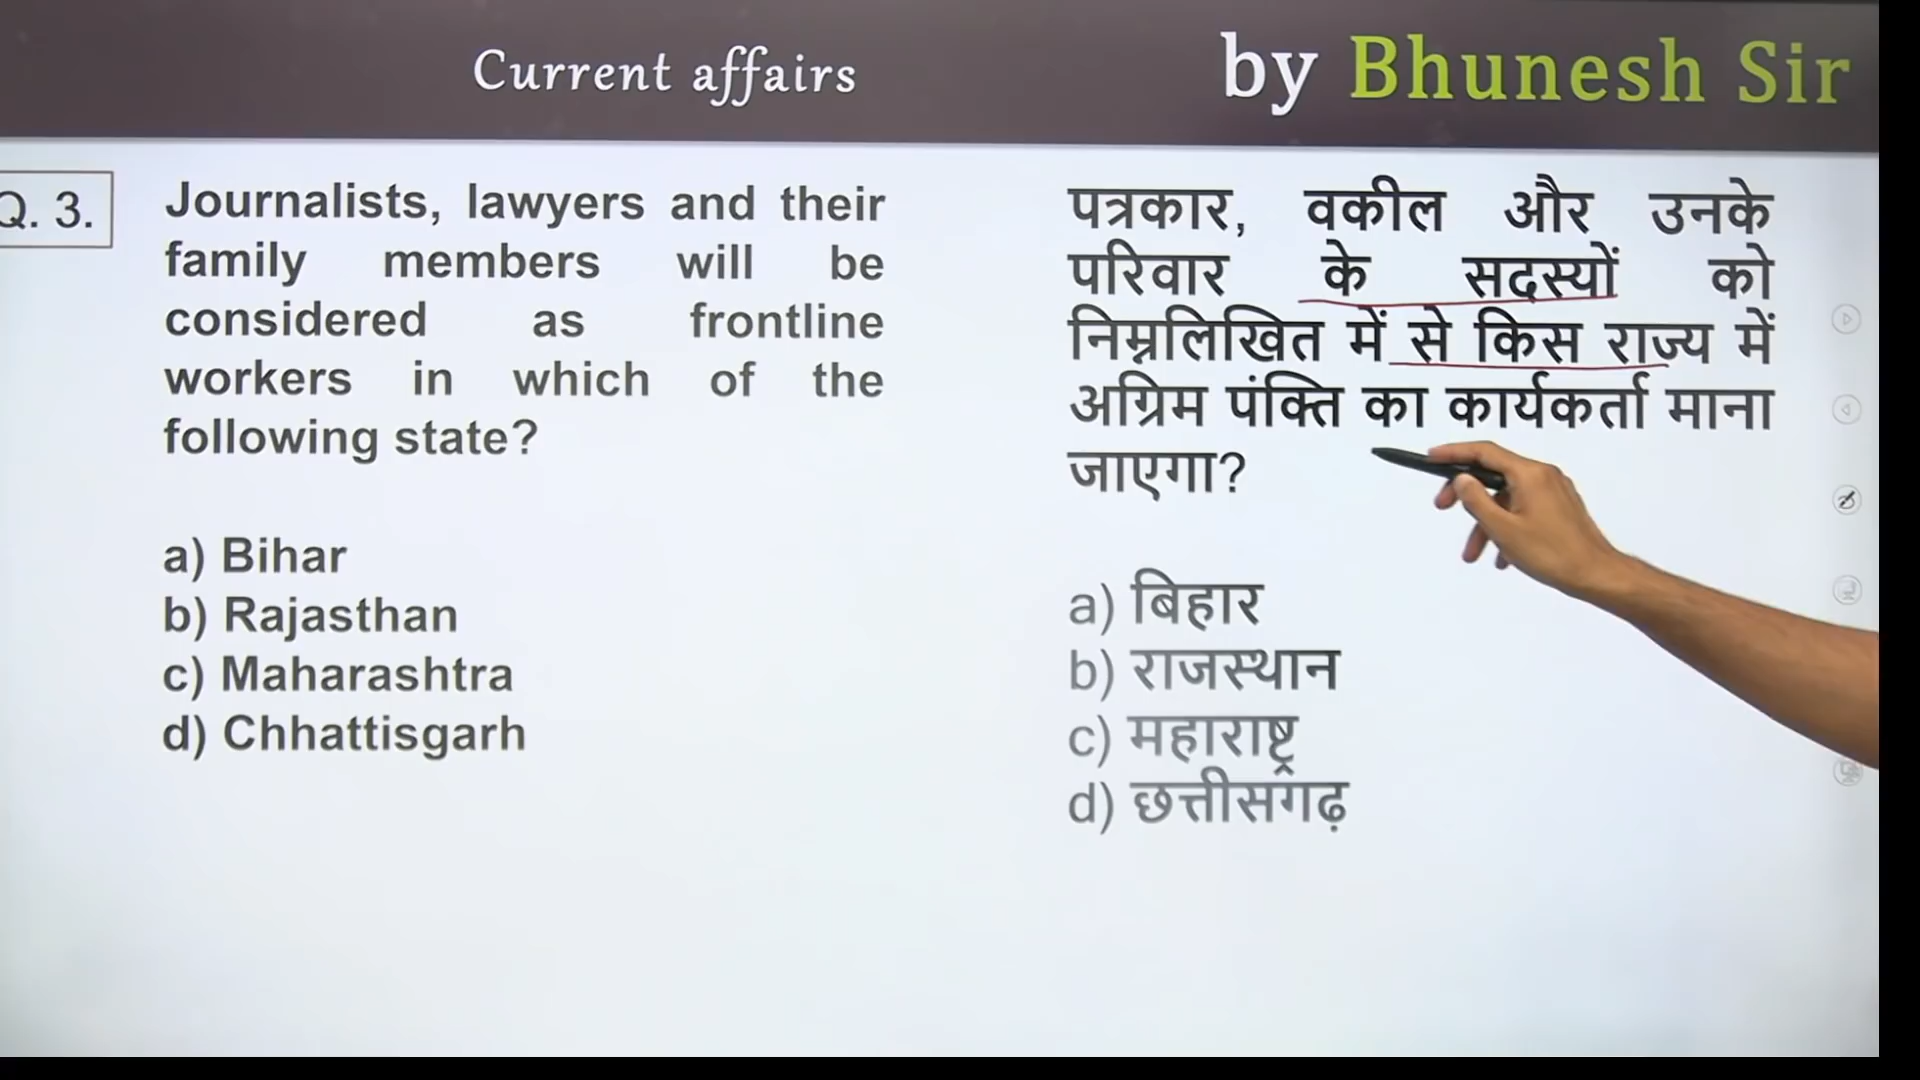 Current affairs
by Bhunesh Sir
Q. 3.
Journalists, lawyers and their
family members will be
considered as frontline
workers in which of the
following state?
a) Bihar
b) Rajasthan
c) Maharashtra
d) Chhattisgarh
पत्रकार, वकील और उनके
परिवार के सदस्यों को
निम्नलिखित में से किस राज्य में
अग्रिम पंक्ति का कार्यकर्ता माना
जाएगा?
a) बिहार
b) राजस्थान
c) महाराष्ट्र
d) छत्तीसगढ़